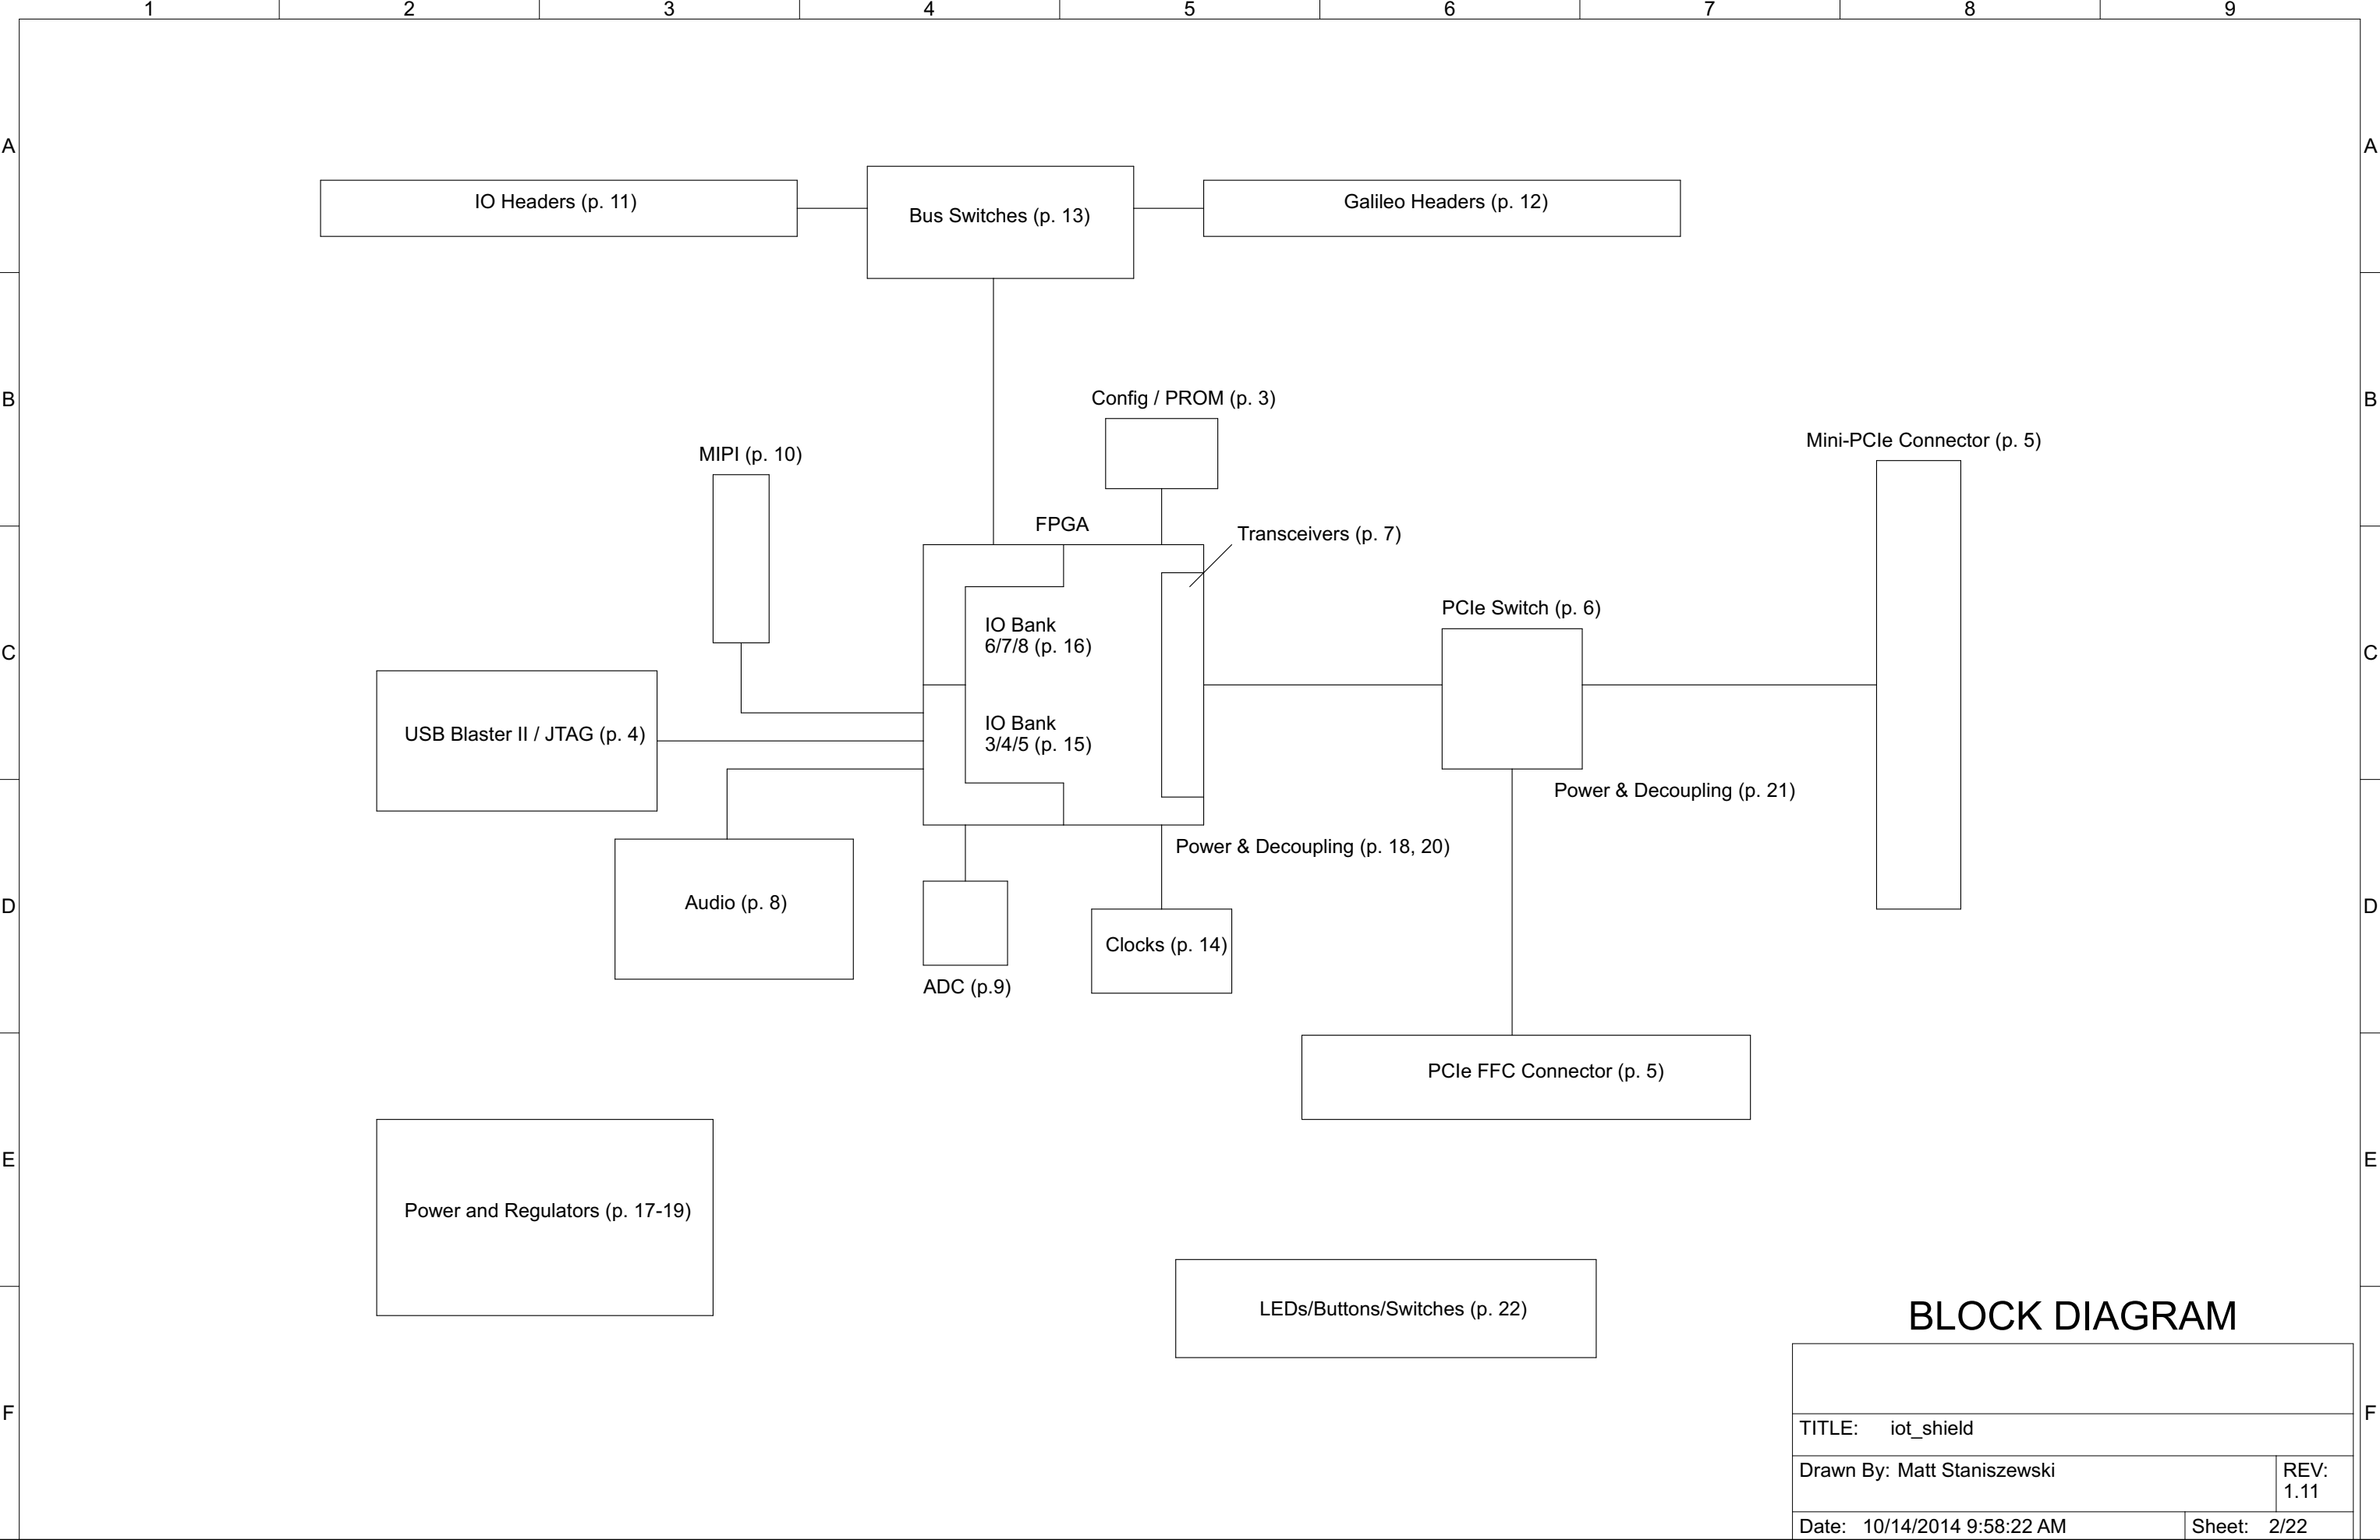 1 2 3 4 5 6 7 8 9
A A
IO Headers (p. 11)
Bus Switches (p. 13)
Galileo Headers (p. 12)
B B
Config / PROM (p. 3)
MIPI (p. 10)
Mini-PCIe Connector (p. 5)
FPGA
Transceivers (p. 7)
IO Bank
6/7/8 (p. 16)
PCIe Switch (p. 6)
C C
USB Blaster II / JTAG (p. 4)
IO Bank
3/4/5 (p. 15)
Power & Decoupling (p. 21)
Power & Decoupling (p. 18, 20)
D D
Audio (p. 8)
Clocks (p. 14)
ADC (p.9)
PCIe FFC Connector (p. 5)
E E
Power and Regulators (p. 17-19)
LEDs/Buttons/Switches (p. 22)
BLOCK DIAGRAM
F F
TITLE: iot_shield
Drawn By: Matt Staniszewski
REV:
1.11
Date: 10/14/2014 9:58:22 AM
Sheet: 2/22